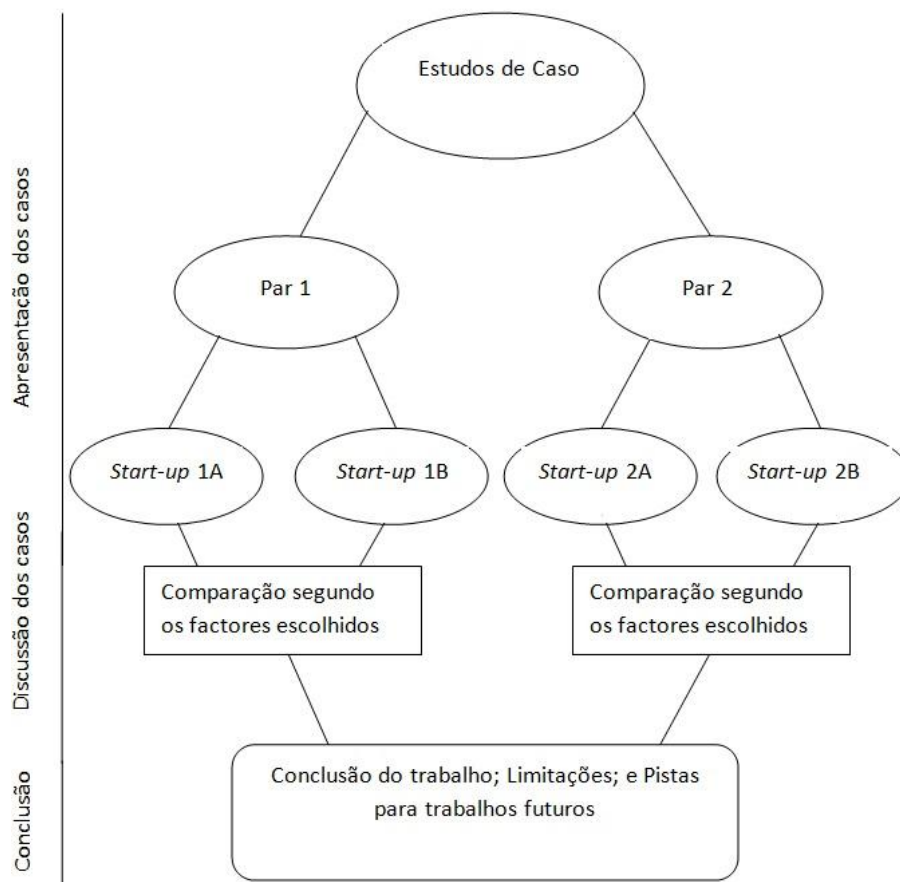 Estudos de Caso
Apresentação dos casos
Par 1
Par 2
Start-up 1A
Start-up 1B
Start-up 2A
Start-up 2B
Discussão dos casos
Comparação segundo
os factores escolhidos
Comparação segundo
os factores escolhidos
Conclusão
Conclusão do trabalho; Limitações; e Pistas
para trabalhos futuros